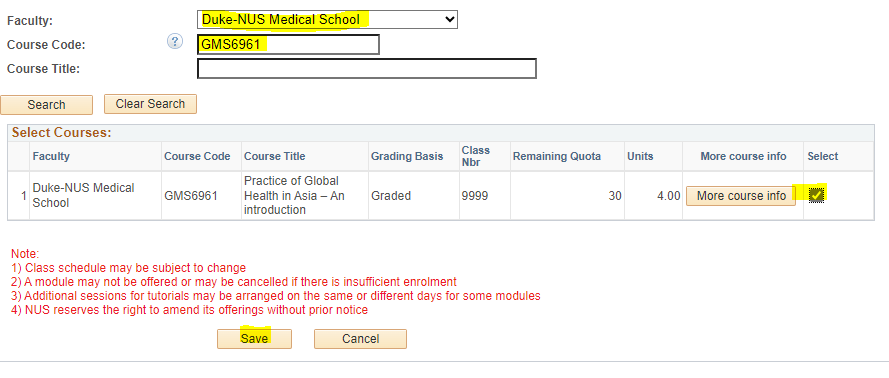 Faculty: Duke-NUS Medical School
Course Code: ? GMS6961
Course Title:
Search Clear Search
Select Courses:
Faculty Course Code Course Title Grading Basis Class Nbr Remaining Quota Units More course info Select
1 Duke-NUS Medical School GMS6961 Practice of Global Health in Asia – An introduction Graded 9999 30 4.00 More course info
Note:
1) Class schedule may be subject to change
2) A module may not be offered or may be cancelled if there is insufficient enrolment
3) Additional sessions for tutorials may be arranged on the same or different days for some modules
4) NUS reserves the right to amend its offerings without prior notice
Save Cancel